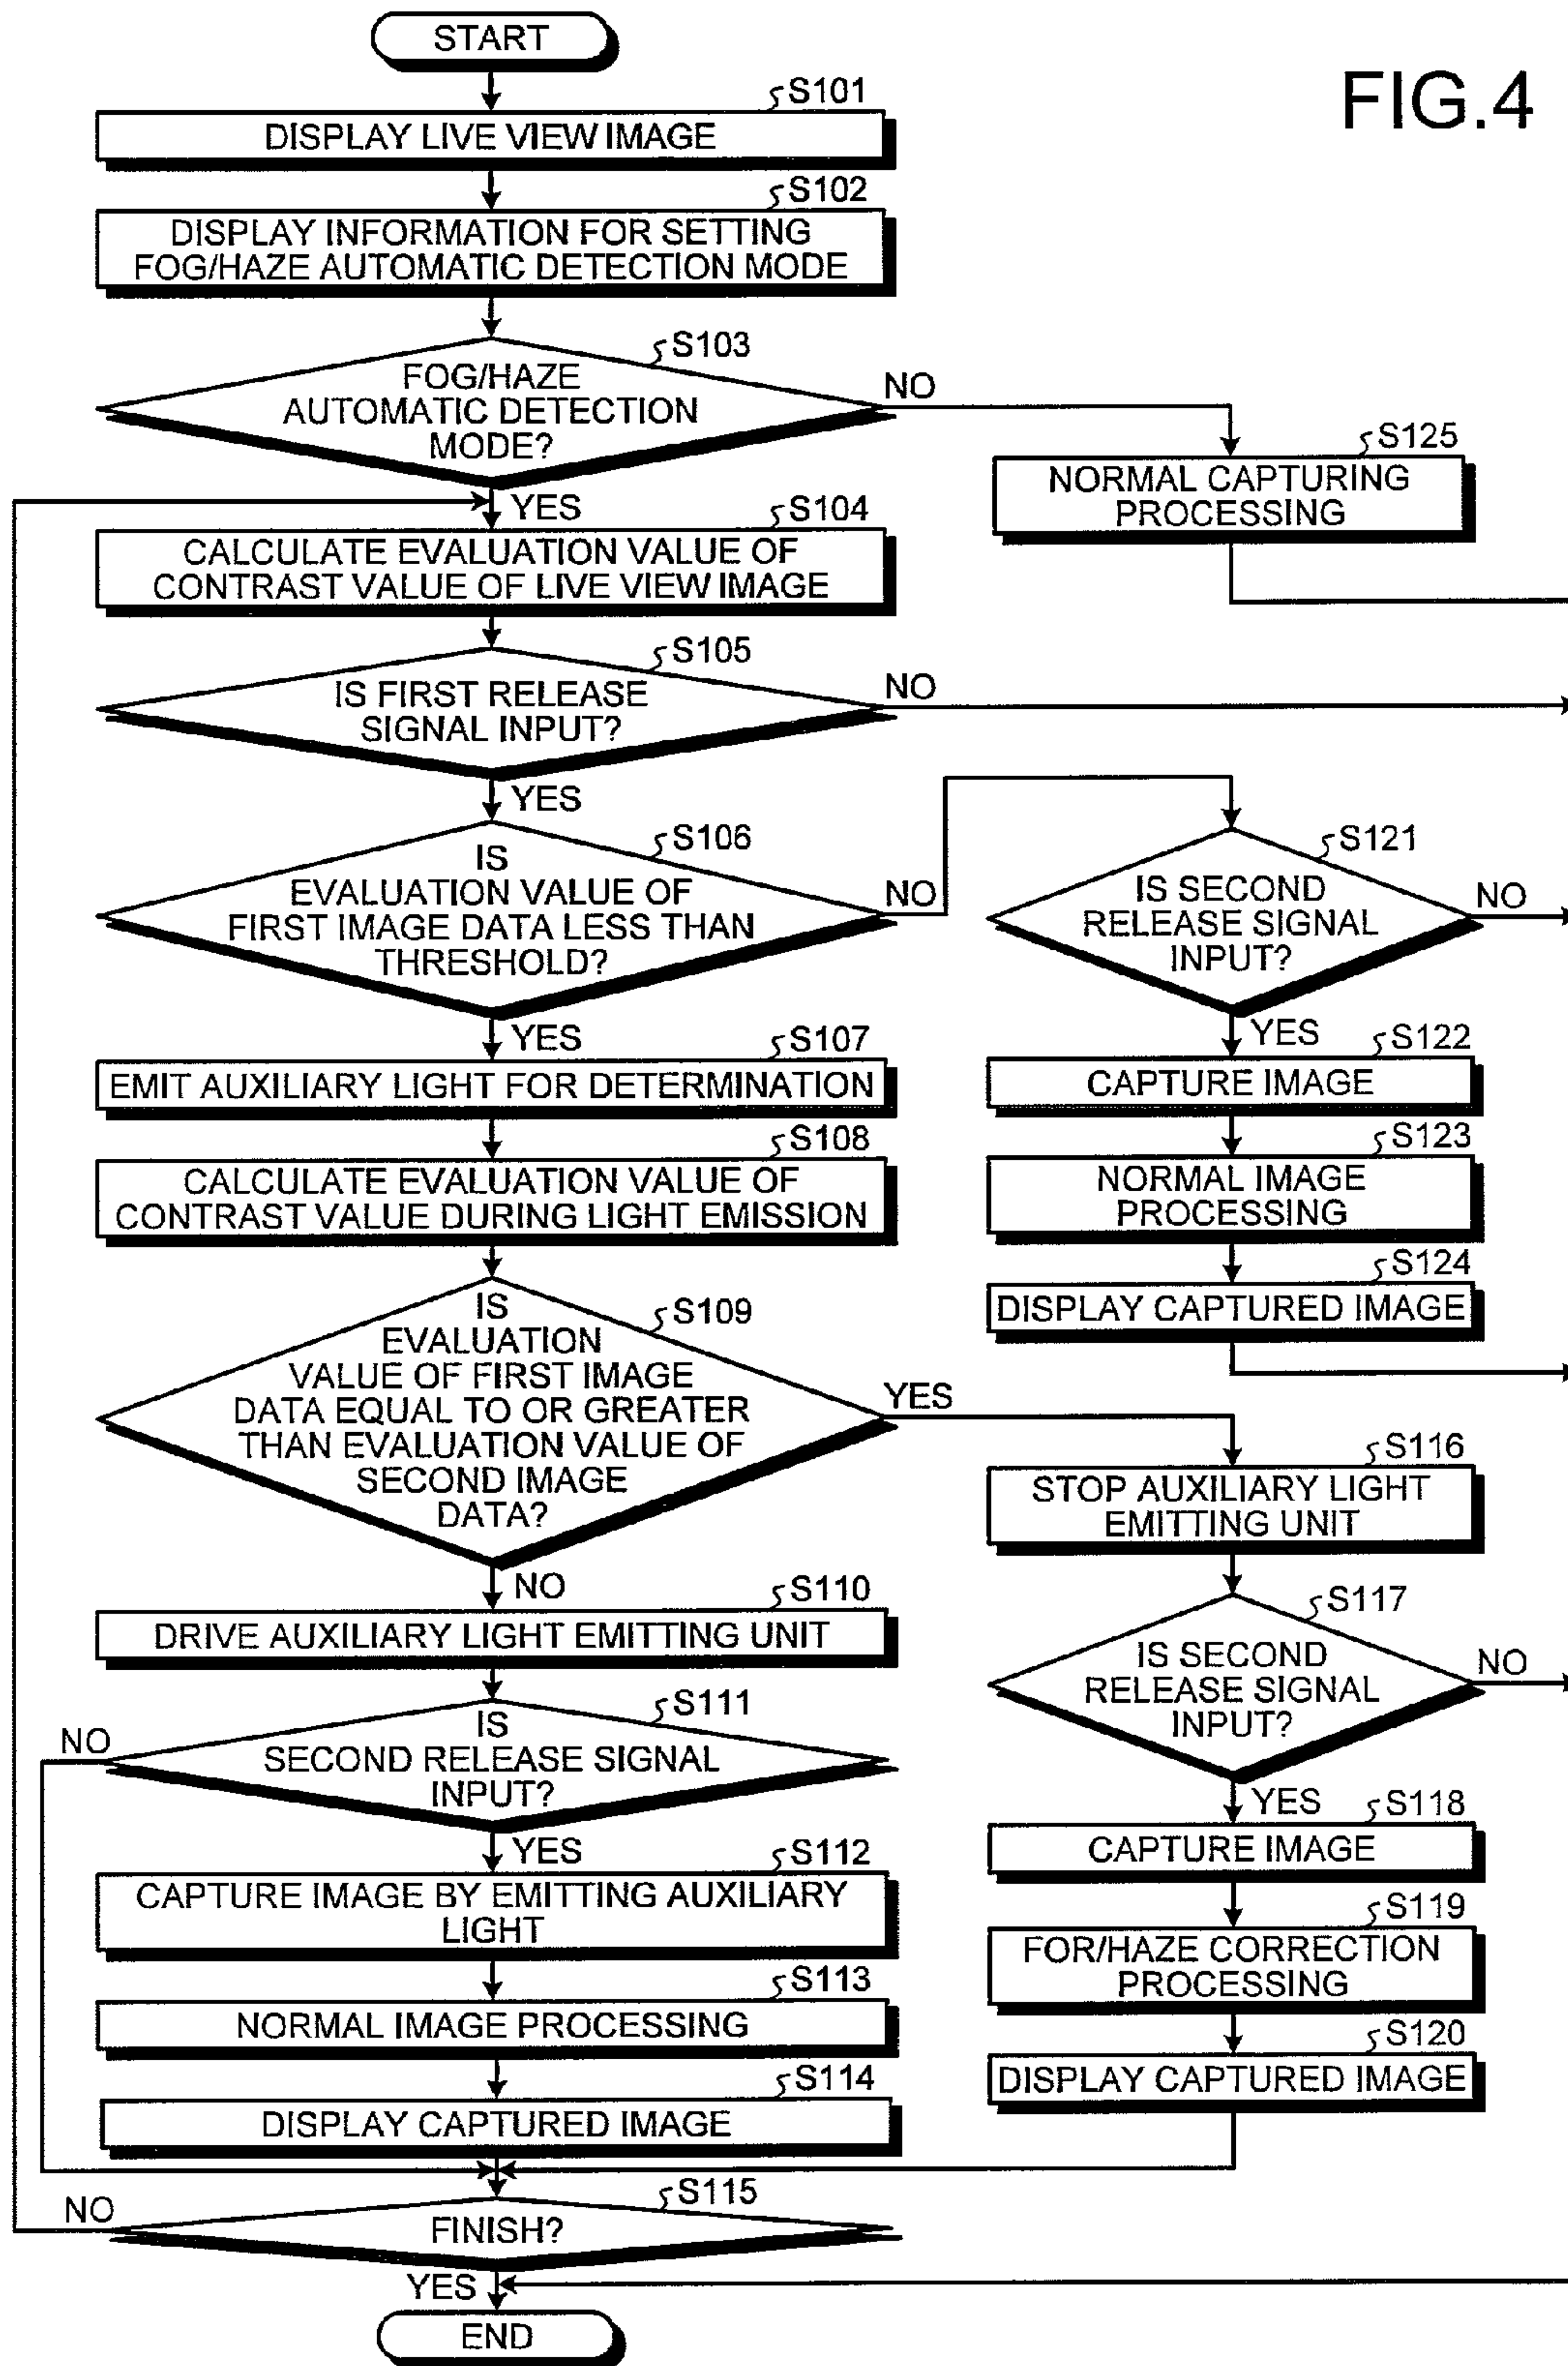 START
FIG.4
S101
DISPLAY LIVE VIEW IMAGE
S102
DISPLAY INFORMATION FOR SETTING
FOG/HAZE AUTOMATIC DETECTION MODE
S103
FOG/HAZE
AUTOMATIC DETECTION
MODE?
NO
YES
S125
NORMAL CAPTURING
PROCESSING
S104
CALCULATE EVALUATION VALUE OF
CONTRAST VALUE OF LIVE VIEW IMAGE
S105
IS FIRST RELEASE
SIGNAL INPUT?
NO
YES
S106
IS
EVALUATION VALUE OF
FIRST IMAGE DATA LESS THAN
THRESHOLD?
NO
YES
S121
IS SECOND
RELEASE SIGNAL
INPUT?
NO
YES
S107
EMIT AUXILIARY LIGHT FOR DETERMINATION
S122
CAPTURE IMAGE
S108
CALCULATE EVALUATION VALUE OF
CONTRAST VALUE DURING LIGHT EMISSION
S123
NORMAL IMAGE
PROCESSING
S124
DISPLAY CAPTURED IMAGE
S109
IS
EVALUATION
VALUE OF FIRST IMAGE
DATA EQUAL TO OR GREATER
THAN EVALUATION VALUE OF
SECOND IMAGE
DATA?
YES
NO
S116
STOP AUXILIARY LIGHT
EMITTING UNIT
S110
DRIVE AUXILIARY LIGHT EMITTING UNIT
S117
IS SECOND
RELEASE SIGNAL
INPUT?
NO
YES
S111
IS
SECOND RELEASE SIGNAL
INPUT?
NO
YES
S118
CAPTURE IMAGE
S112
CAPTURE IMAGE BY EMITTING AUXILIARY
LIGHT
S119
FOR/HAZE CORRECTION
PROCESSING
S113
NORMAL IMAGE PROCESSING
S120
DISPLAY CAPTURED IMAGE
S114
DISPLAY CAPTURED IMAGE
S115
FINISH?
NO
YES
END